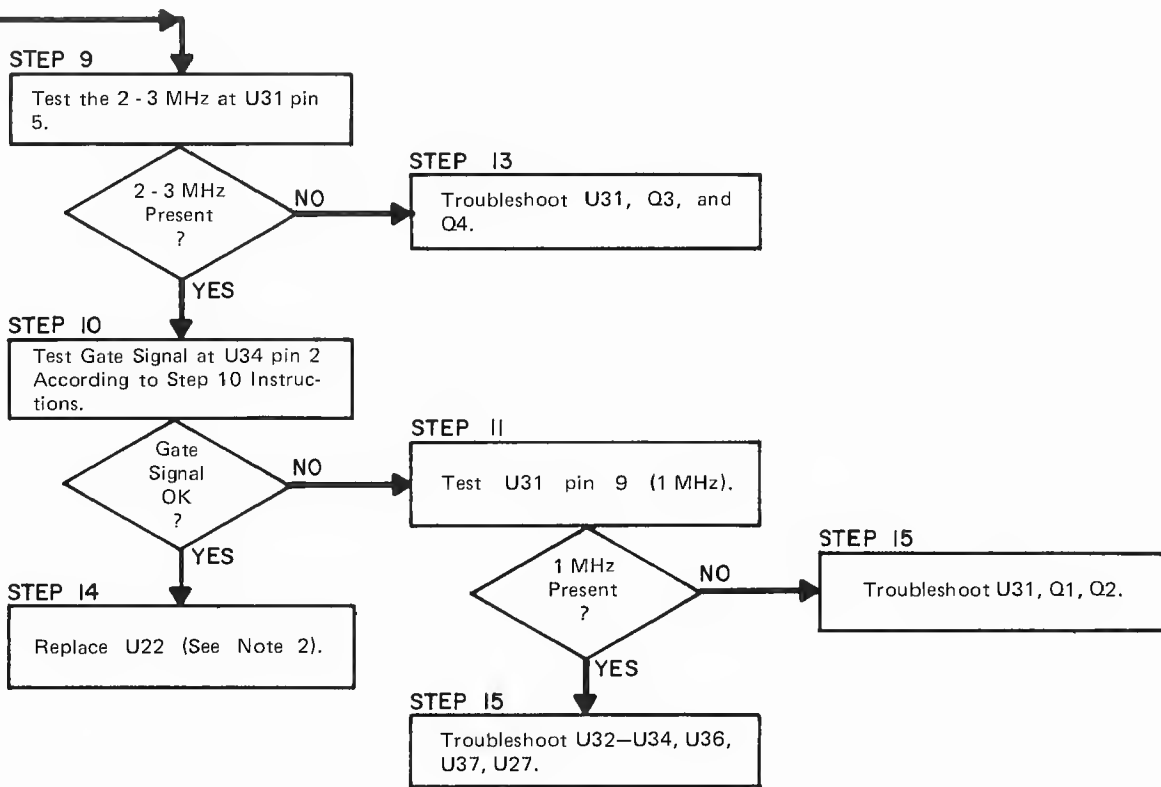 STEP 9
Test the 2 - 3 MHz at U31 pin
5.
2 - 3 MHz
Present
?
NO
YES
STEP 13
Troubleshoot U31, Q3, and
Q4.
STEP 10
Test Gate Signal at U34 pin 2
According to Step 10 Instruc-
tions.
Gate
Signal
OK
?
NO
YES
STEP 11
Test U31 pin 9 (1 MHz).
1 MHz
Present
?
NO
YES
STEP 15
Troubleshoot U31, Q1, Q2.
STEP 14
Replace U22 (See Note 2).
STEP 15
Troubleshoot U32—U34, U36,
U37, U27.